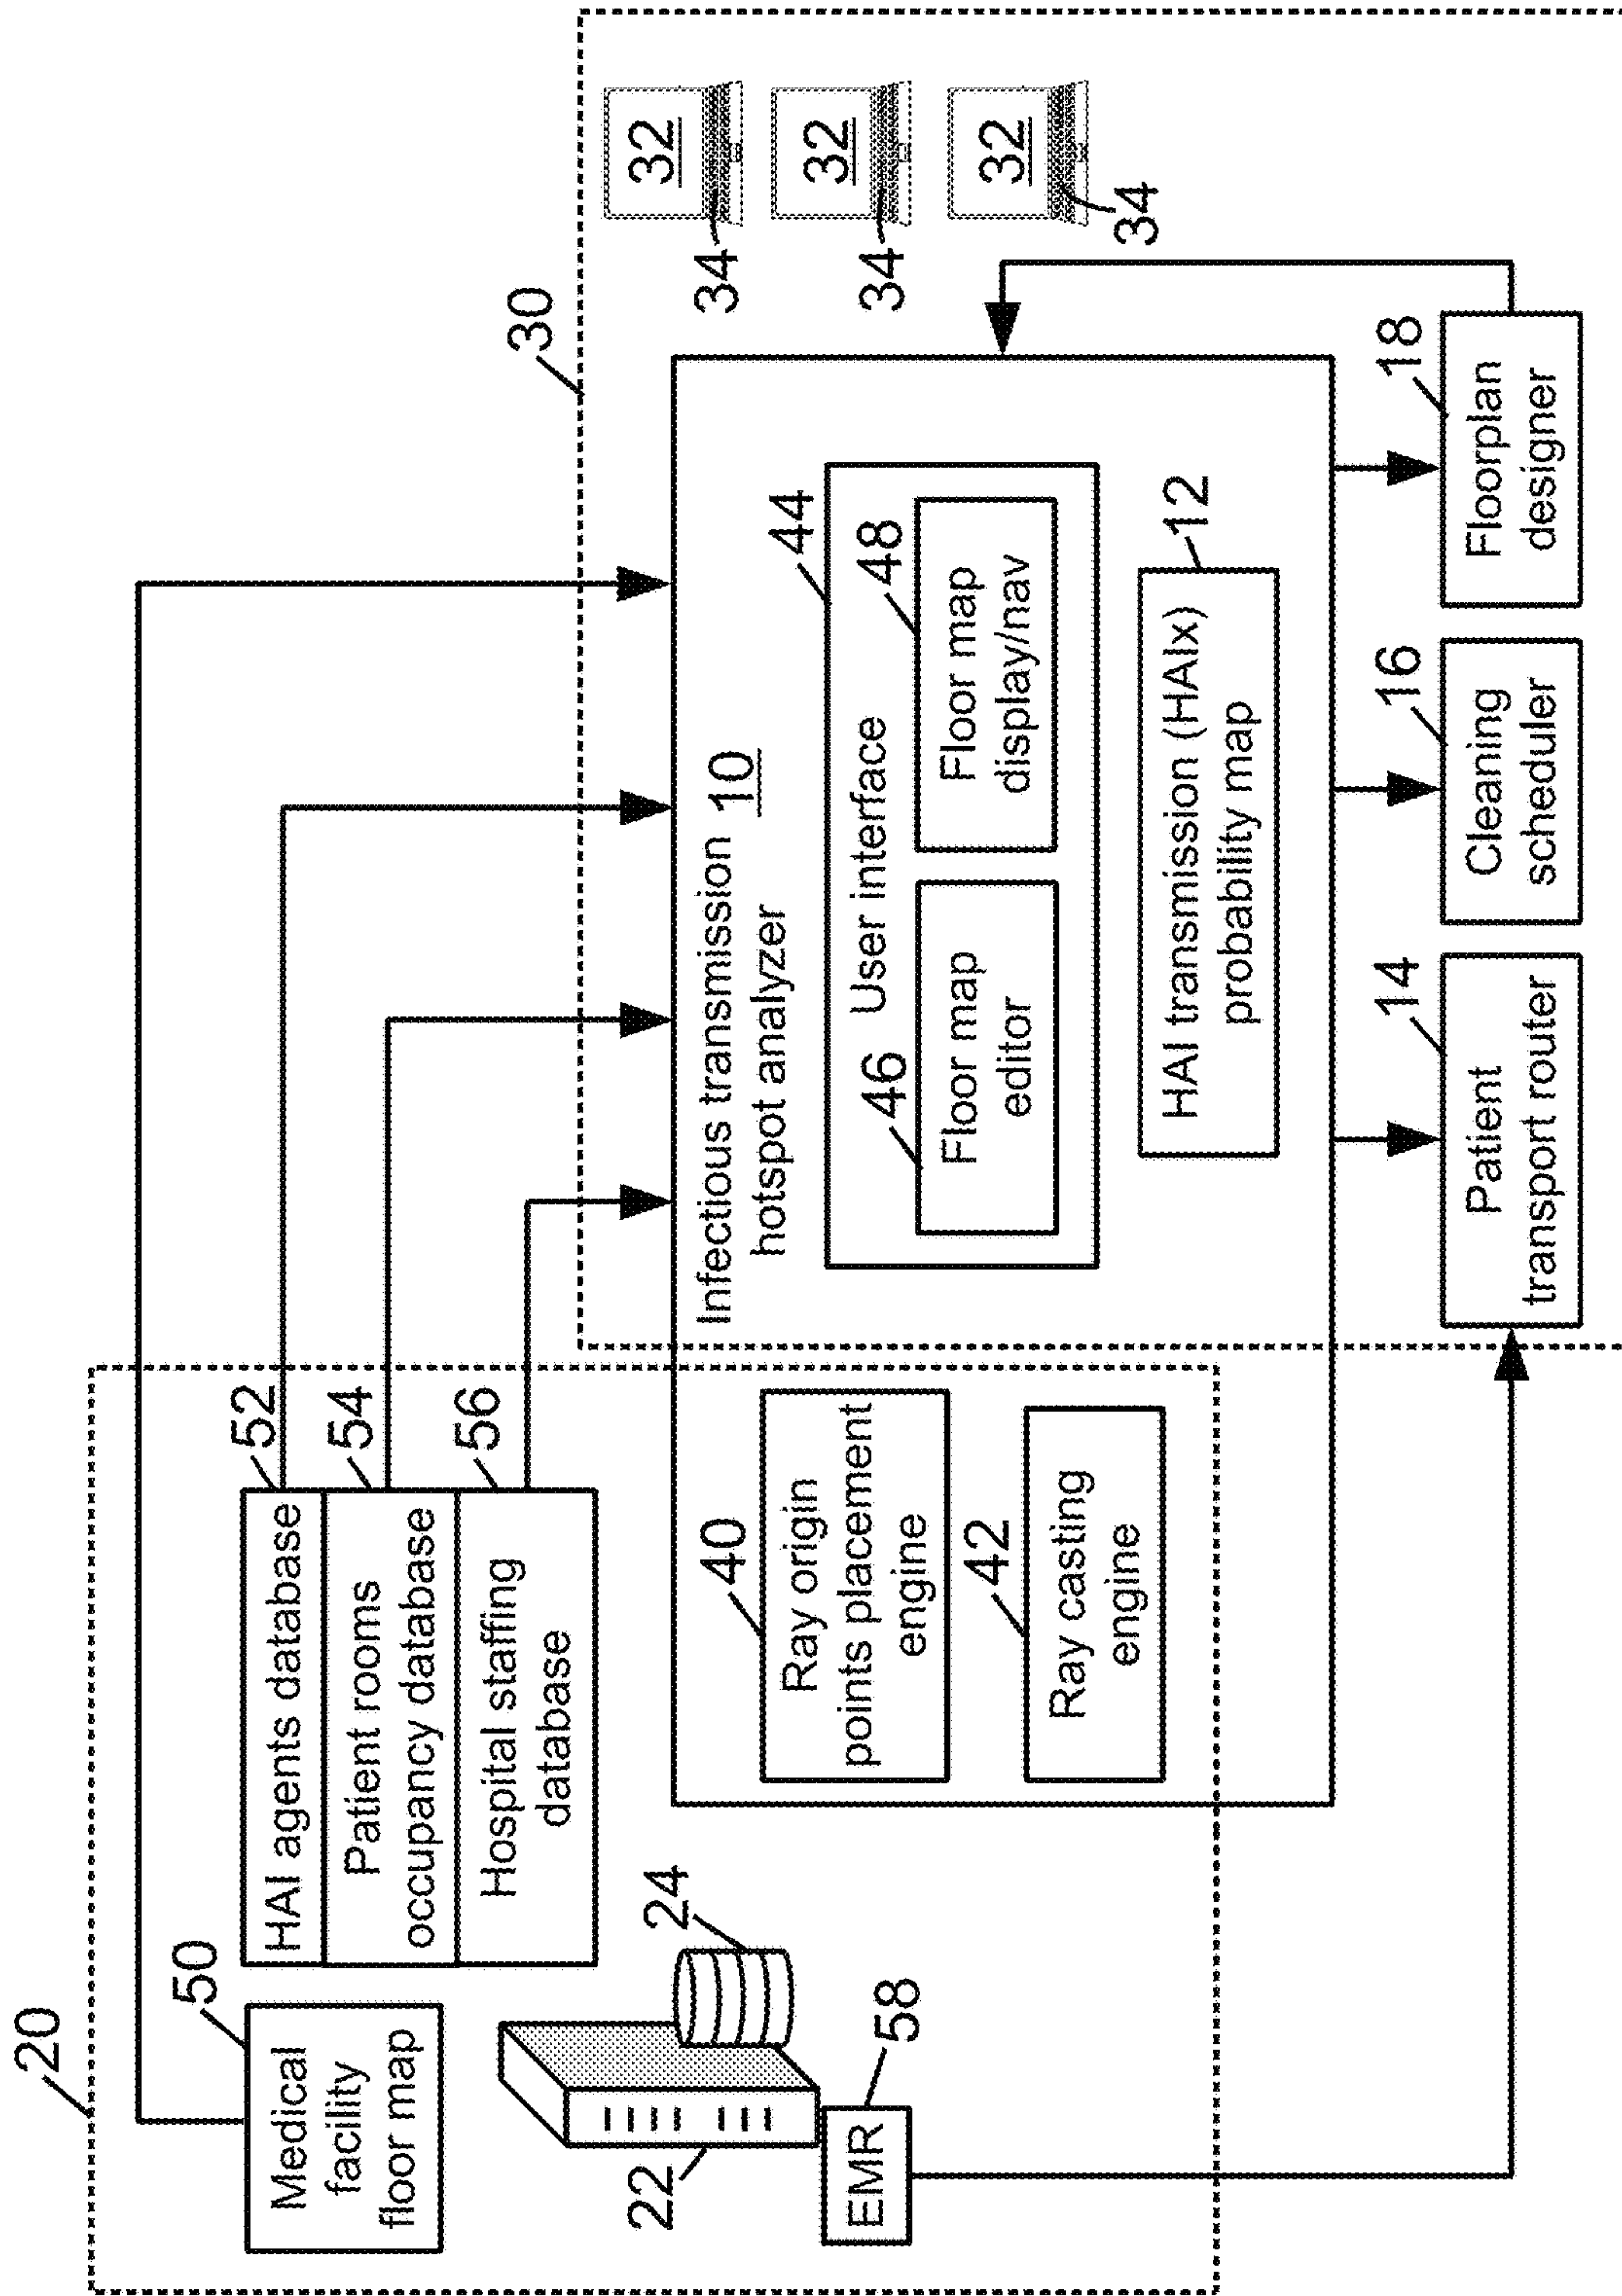 20
50
Medical
facility
floor map
HAI agents database
52
Patient rooms
occupancy database
54
Hospital staffing
database
56
22
24
EMR
58
30
Infectious transmission
hotspot analyzer
10
40
Ray origin
points placement
engine
42
Ray casting
engine
44
User interface
46
Floor map
editor
48
Floor map
display/nav
HAI transmission (HAIx)
probability map
12
32
34
32
34
32
34
14
Patient
transport router
16
Cleaning
scheduler
18
Floorplan
designer